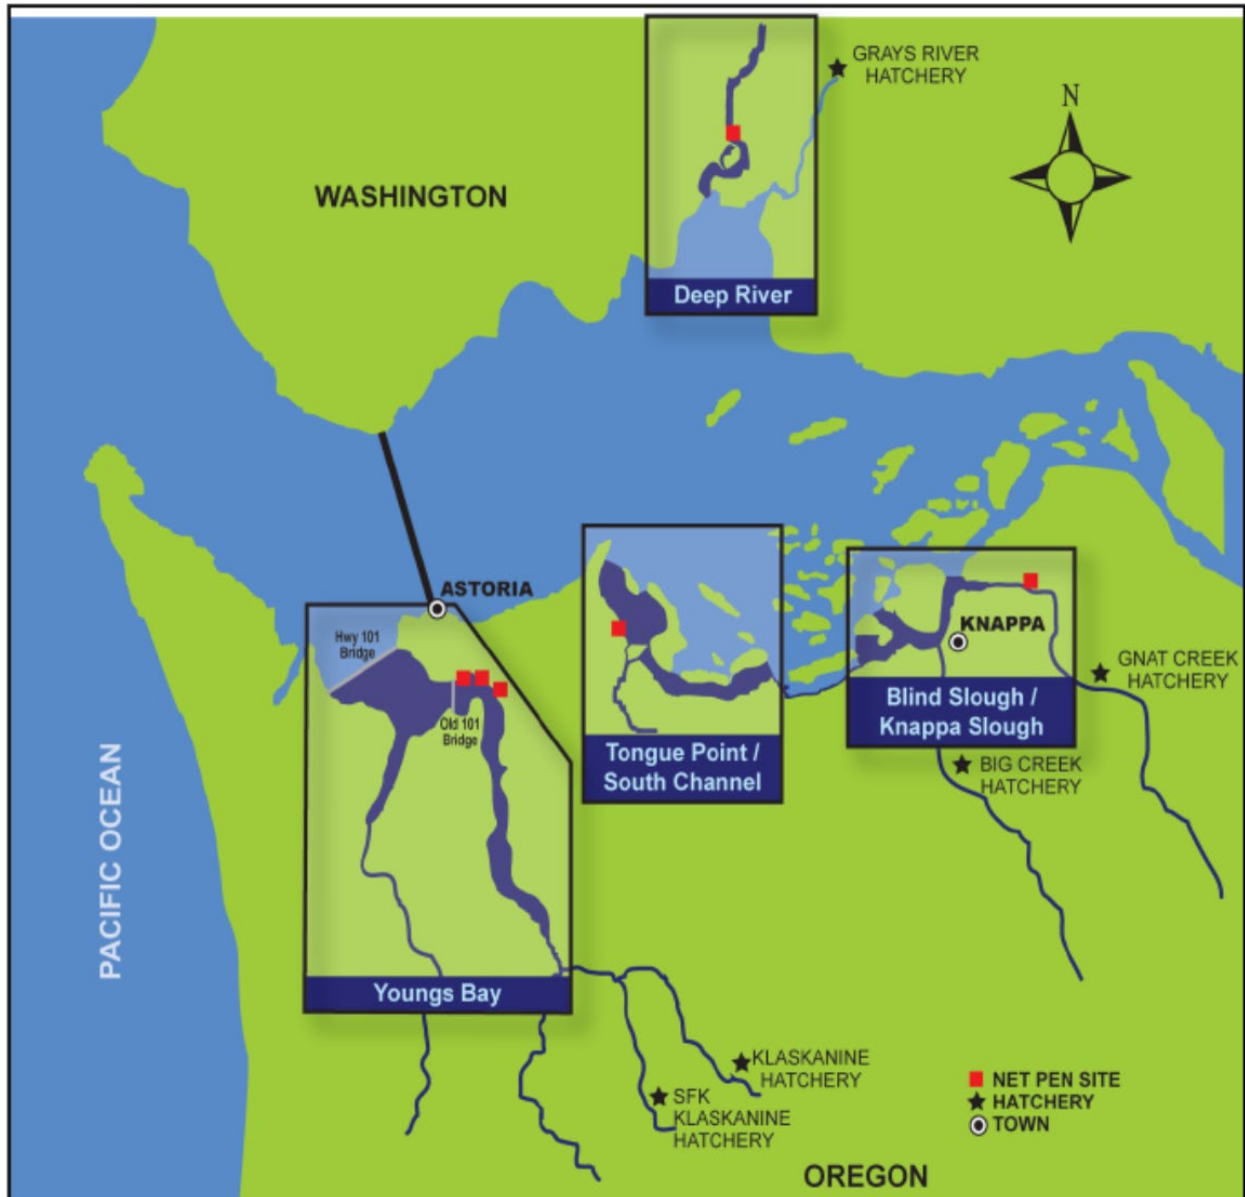 GRAYS RIVER
HATCHERY
N
WASHINGTON
Deep River
ASTORIA
Hwy 101
Bridge
KNAPPA
Old 101
Bridge
GNAT CREEK
HATCHERY
Blind Slough /
Knappa Slough
Tongue Point /
South Channel
BIG CREEK
HATCHERY
PACIFIC OCEAN
Youngs Bay
KLASKANINE
HATCHERY
SFK
KLASKANINE
HATCHERY
NET PEN SITE
HATCHERY
TOWN
OREGON